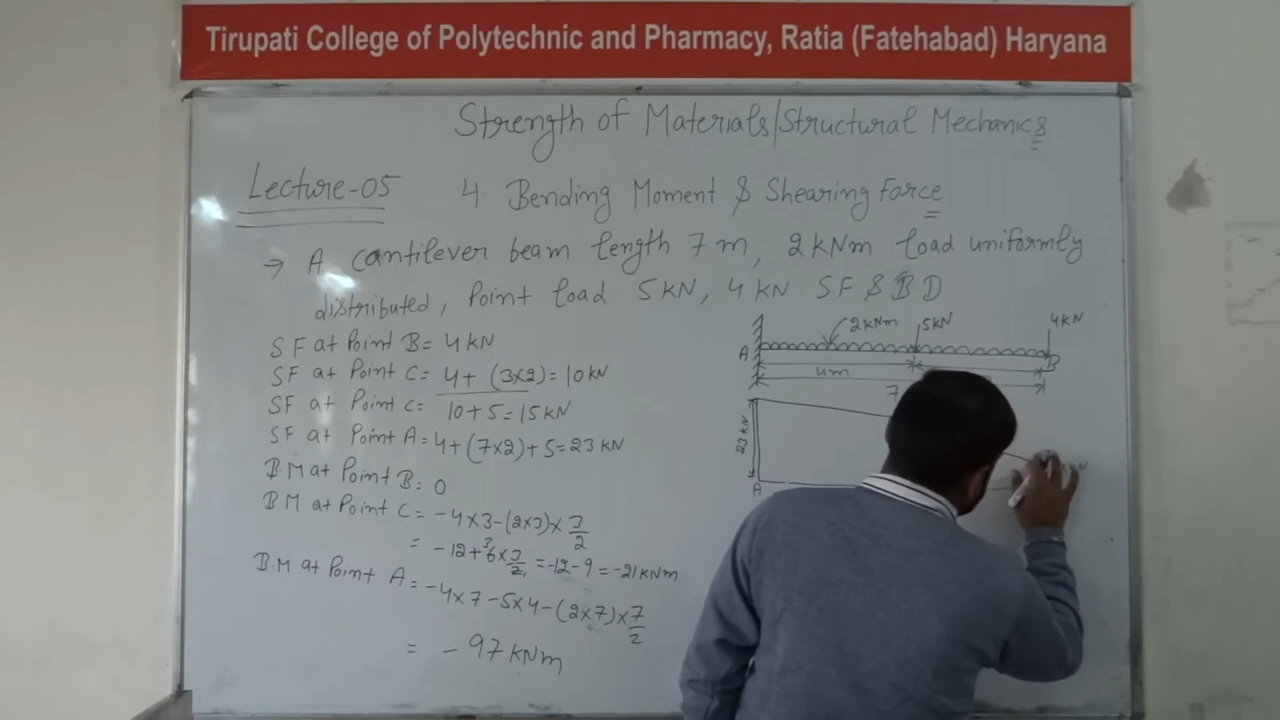 Tirupati College of Polytechnic and Pharmacy, Ratia (Fatehabad) Haryana
Strength of Materials/Structural Mechanics
Lecture-05 4. Bending Moment & Shearing Force
→ A cantilever beam length 7 m, 2 kNm load uniformly
distributed, Point load 5 kN, 4 kN SF & B D
SF at Point B = 4 kN
SF at Point C = 4 + (3×2) = 10 kN
SF at Point C = 10 + 5 = 15 kN
SF at Point A = 4 + (7×2) + 5 = 23 kN
BM at Point B = 0
BM at Point C = -4×3-(2×3)×3/2
= -12+6×3/2 = -12-9 = -21 kNm
B.M at Point A = -4×7-5×4-(2×7)×7/2
= -97 kNm
2 kNm 5 kN 4 kN
A B
4m
7
23 kN
A